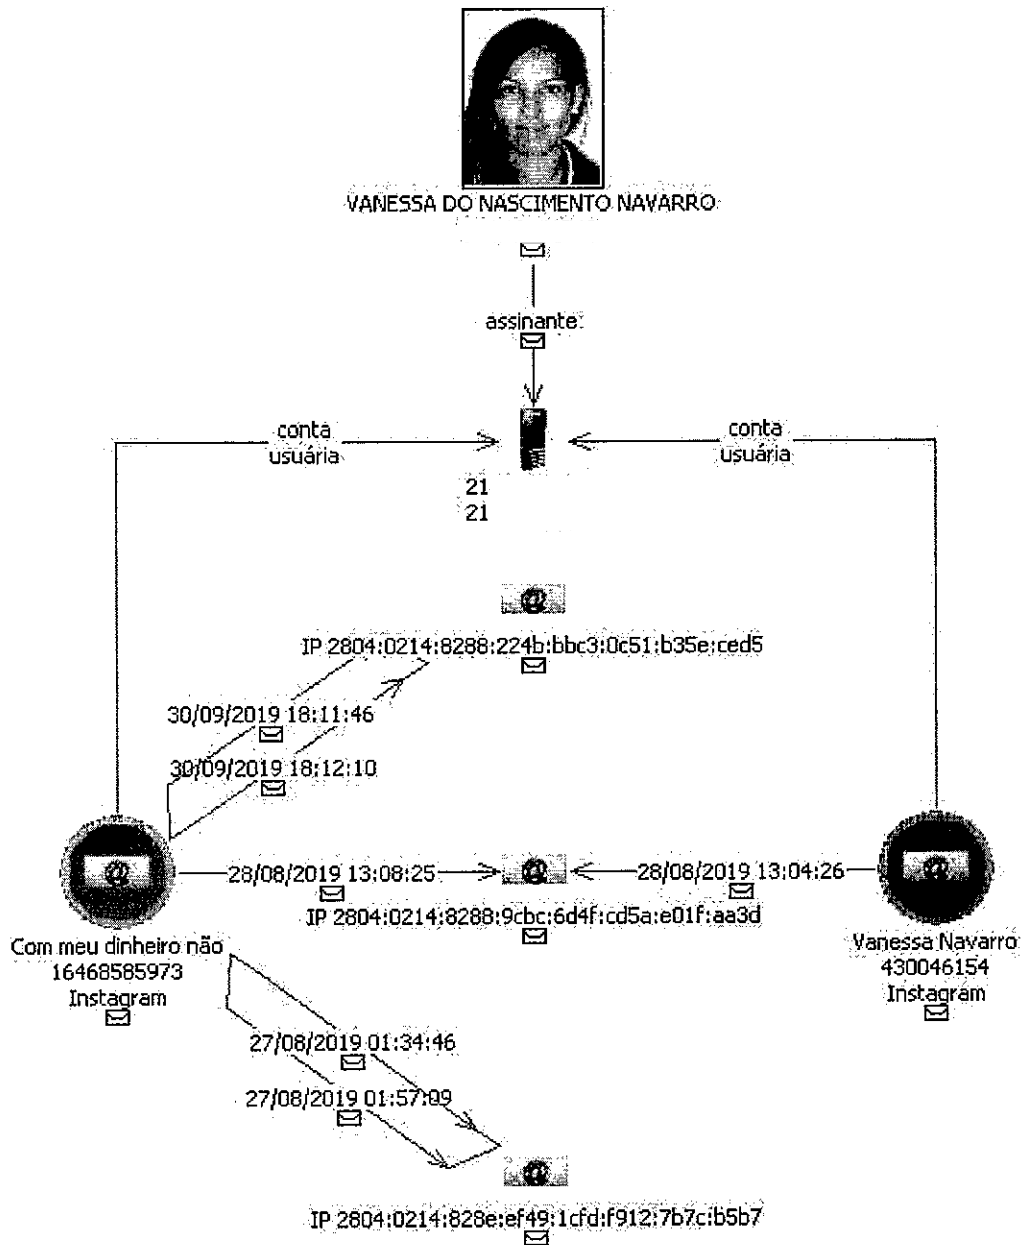 VANESSA DO NASCIMENTO NAVARRO
assinante
conta
usuária
conta
usuária
21
21
@
IP 2804:0214:8288:224b:bbc3:0c51:b35e:ced5
30/09/2019 18:11:46
30/09/2019 18:12:10
@
28/08/2019 13:08:25
@
28/08/2019 13:04:26
@
IP 2804:0214:8288:9cbc:6d4f:cd5a:e01f:aa3d
Com meu dinheiro não
16468585973
Instagram
Vanessa Navarro
430046154
Instagram
27/08/2019 01:34:46
27/08/2019 01:57:09
@
IP 2804:0214:828e:ef49:1cfd:f912:7b7c:b5b7